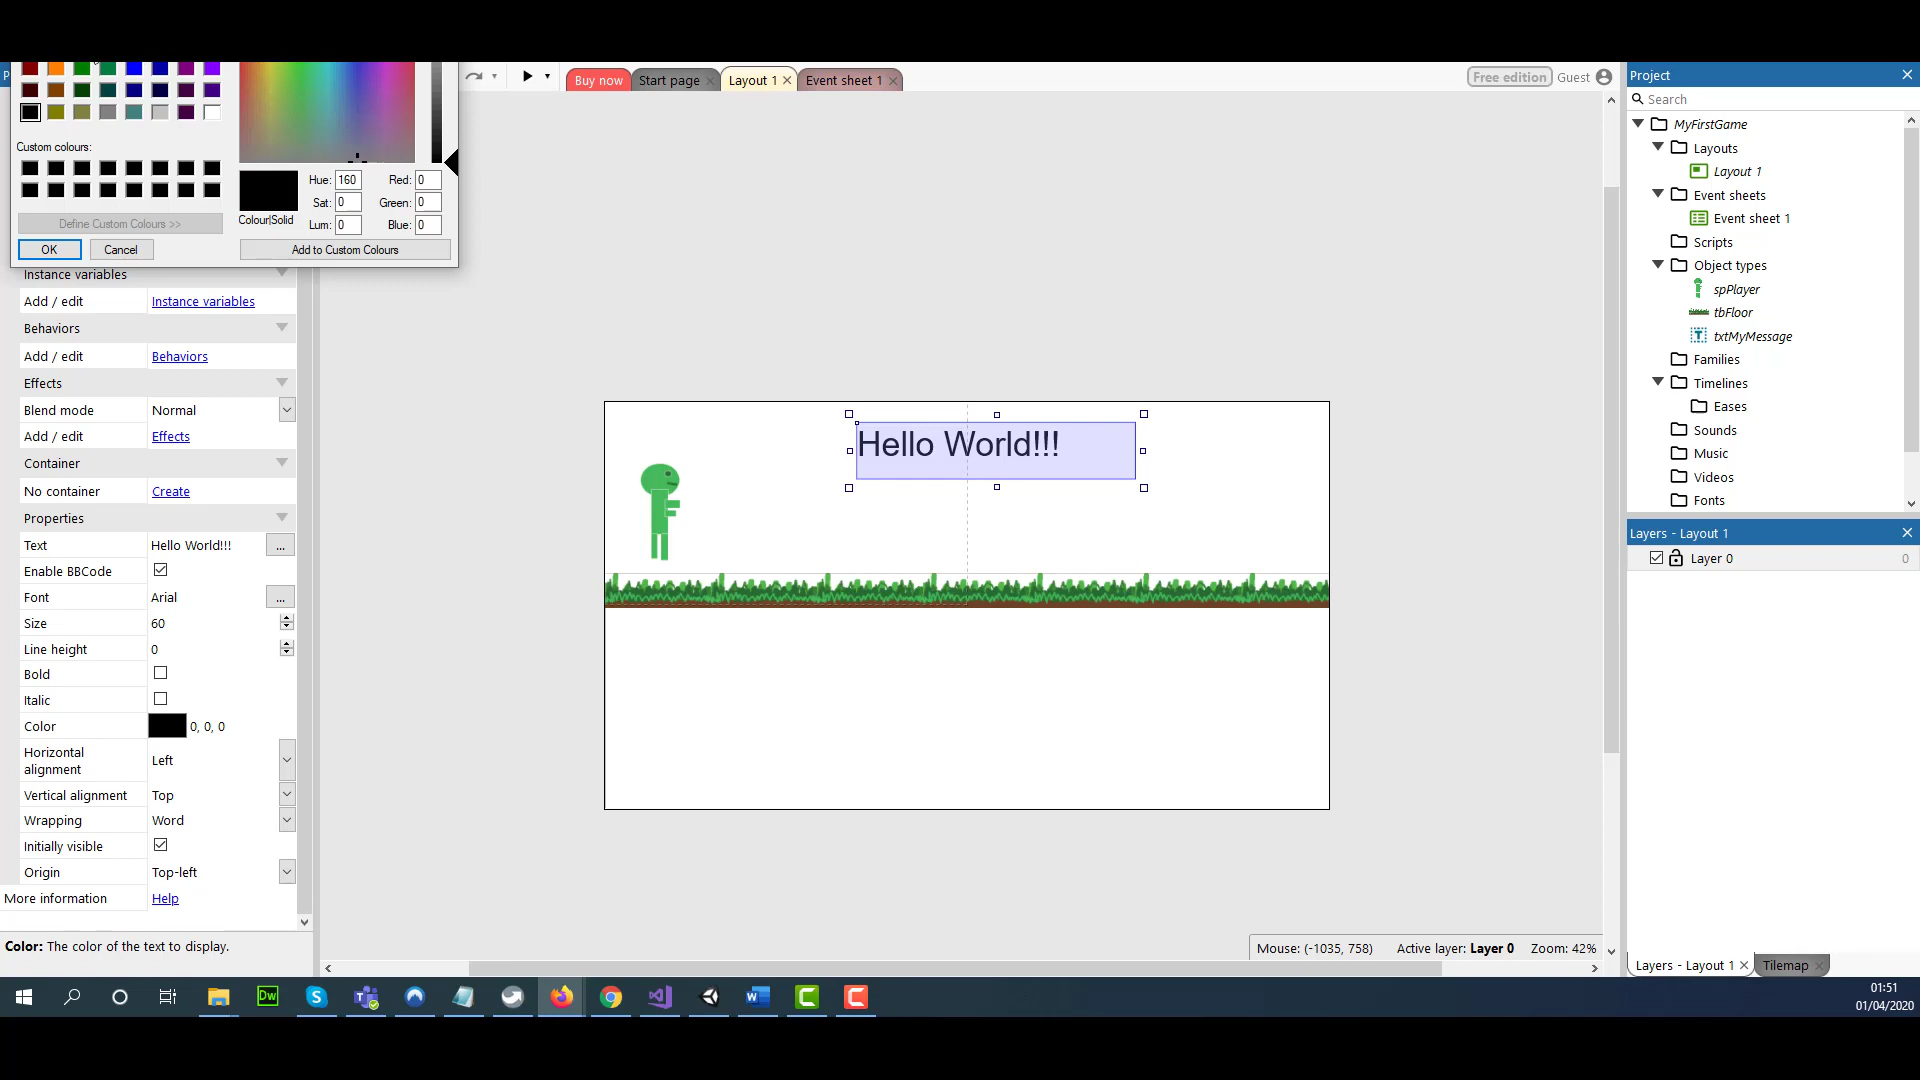 P
Custom colours:
Define Custom Colours >>
OK
Cancel
Colour|Solid
Hue: 160
Sat: 0
Lum: 0
Red: 0
Green: 0
Blue: 0
Add to Custom Colours
Buy now
Start page
Layout 1
Event sheet 1
Free edition
Guest
Instance variables
Add / edit Instance variables
Behaviors
Add / edit Behaviors
Effects
Blend mode Normal
Add / edit Effects
Container
No container Create
Properties
Text Hello World!!! ...
Enable BBCode
Font Arial ...
Size 60
Line height 0
Bold
Italic
Color 0, 0, 0
Horizontal
alignment
Left
Vertical alignment Top
Wrapping Word
Initially visible
Origin Top-left
More information Help
Color: The color of the text to display.
Hello World!!!
Mouse: (-1035, 758) Active layer: Layer 0 Zoom: 42%
Project
Search
MyFirstGame
Layouts
Layout 1
Event sheets
Event sheet 1
Scripts
Object types
spPlayer
tbFloor
T txtMyMessage
Families
Timelines
Eases
Sounds
Music
Videos
Fonts
Layers - Layout 1
Layer 0 0
Layers - Layout 1
Tilemap
Dw
01:51
01/04/2020